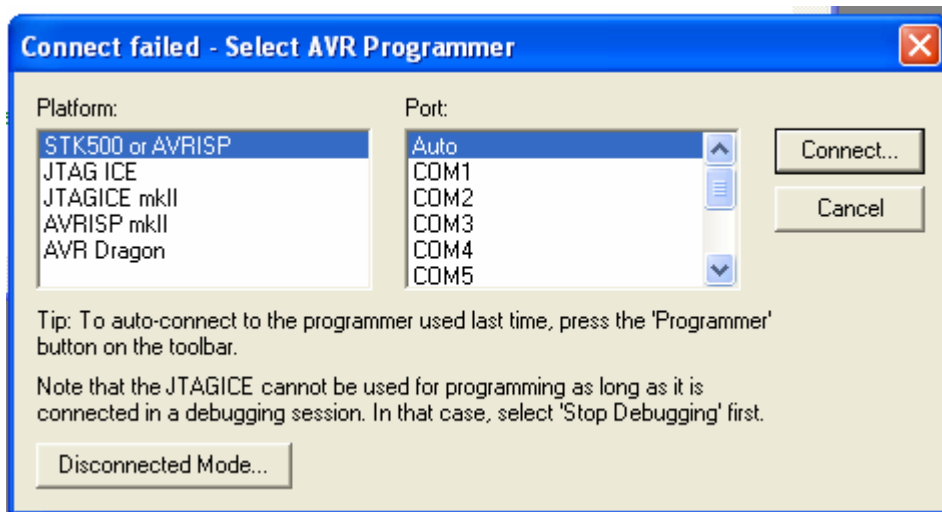 Connect failed - Select AVR Programmer
Platform:
Port:
STK500 or AVRISP
JTAG ICE
JTAGICE mkII
AVRISP mkII
AVR Dragon
Auto
COM1
COM2
COM3
COM4
COM5
Connect...
Cancel
Tip: To auto-connect to the programmer used last time, press the 'Programmer'
button on the toolbar.
Note that the JTAGICE cannot be used for programming as long as it is
connected in a debugging session. In that case, select 'Stop Debugging' first.
Disconnected Mode...